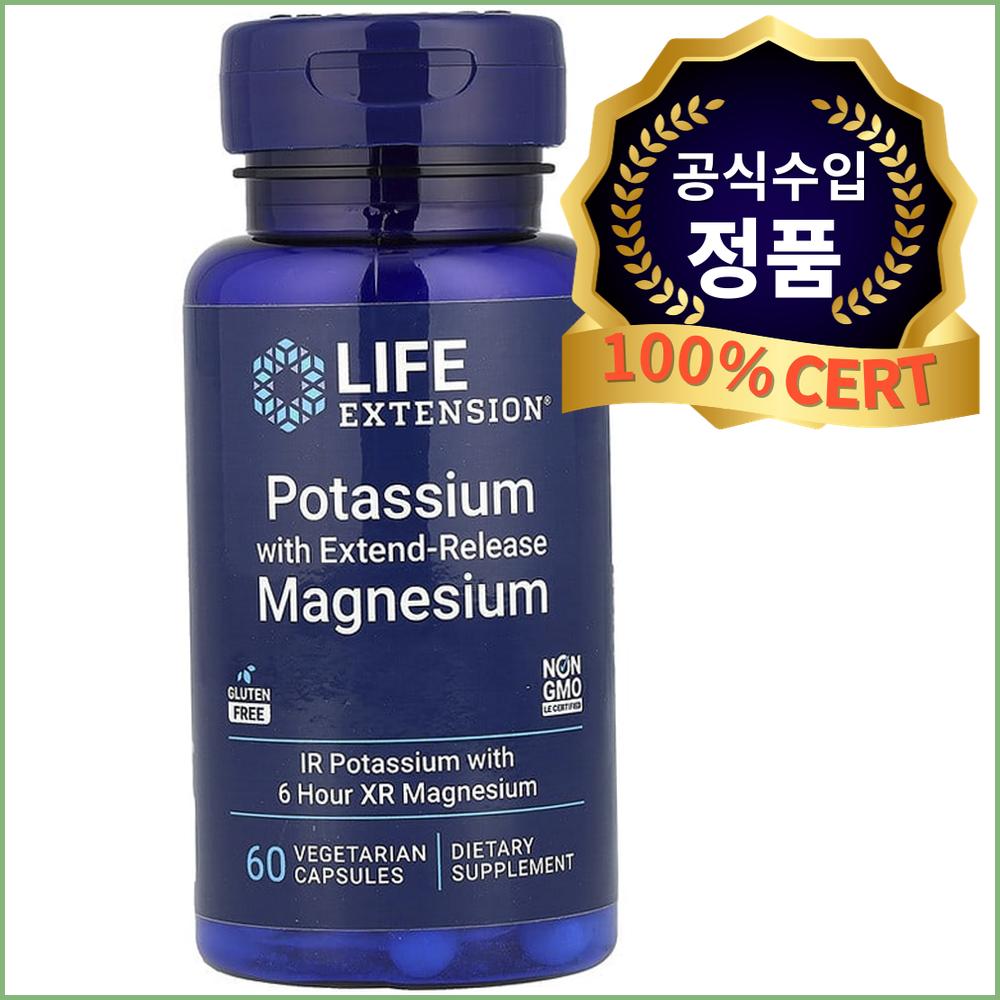 LIFE
EXTENSION®
Potassium
with Extend-Release
Magnesium
GLUTEN
FREE
NON
GMO
LE CERTIFIED
IR Potassium with
6 Hour XR Magnesium
60 VEGETARIAN
CAPSULES
DIETARY
SUPPLEMENT
공식수입
정품
100% CERT